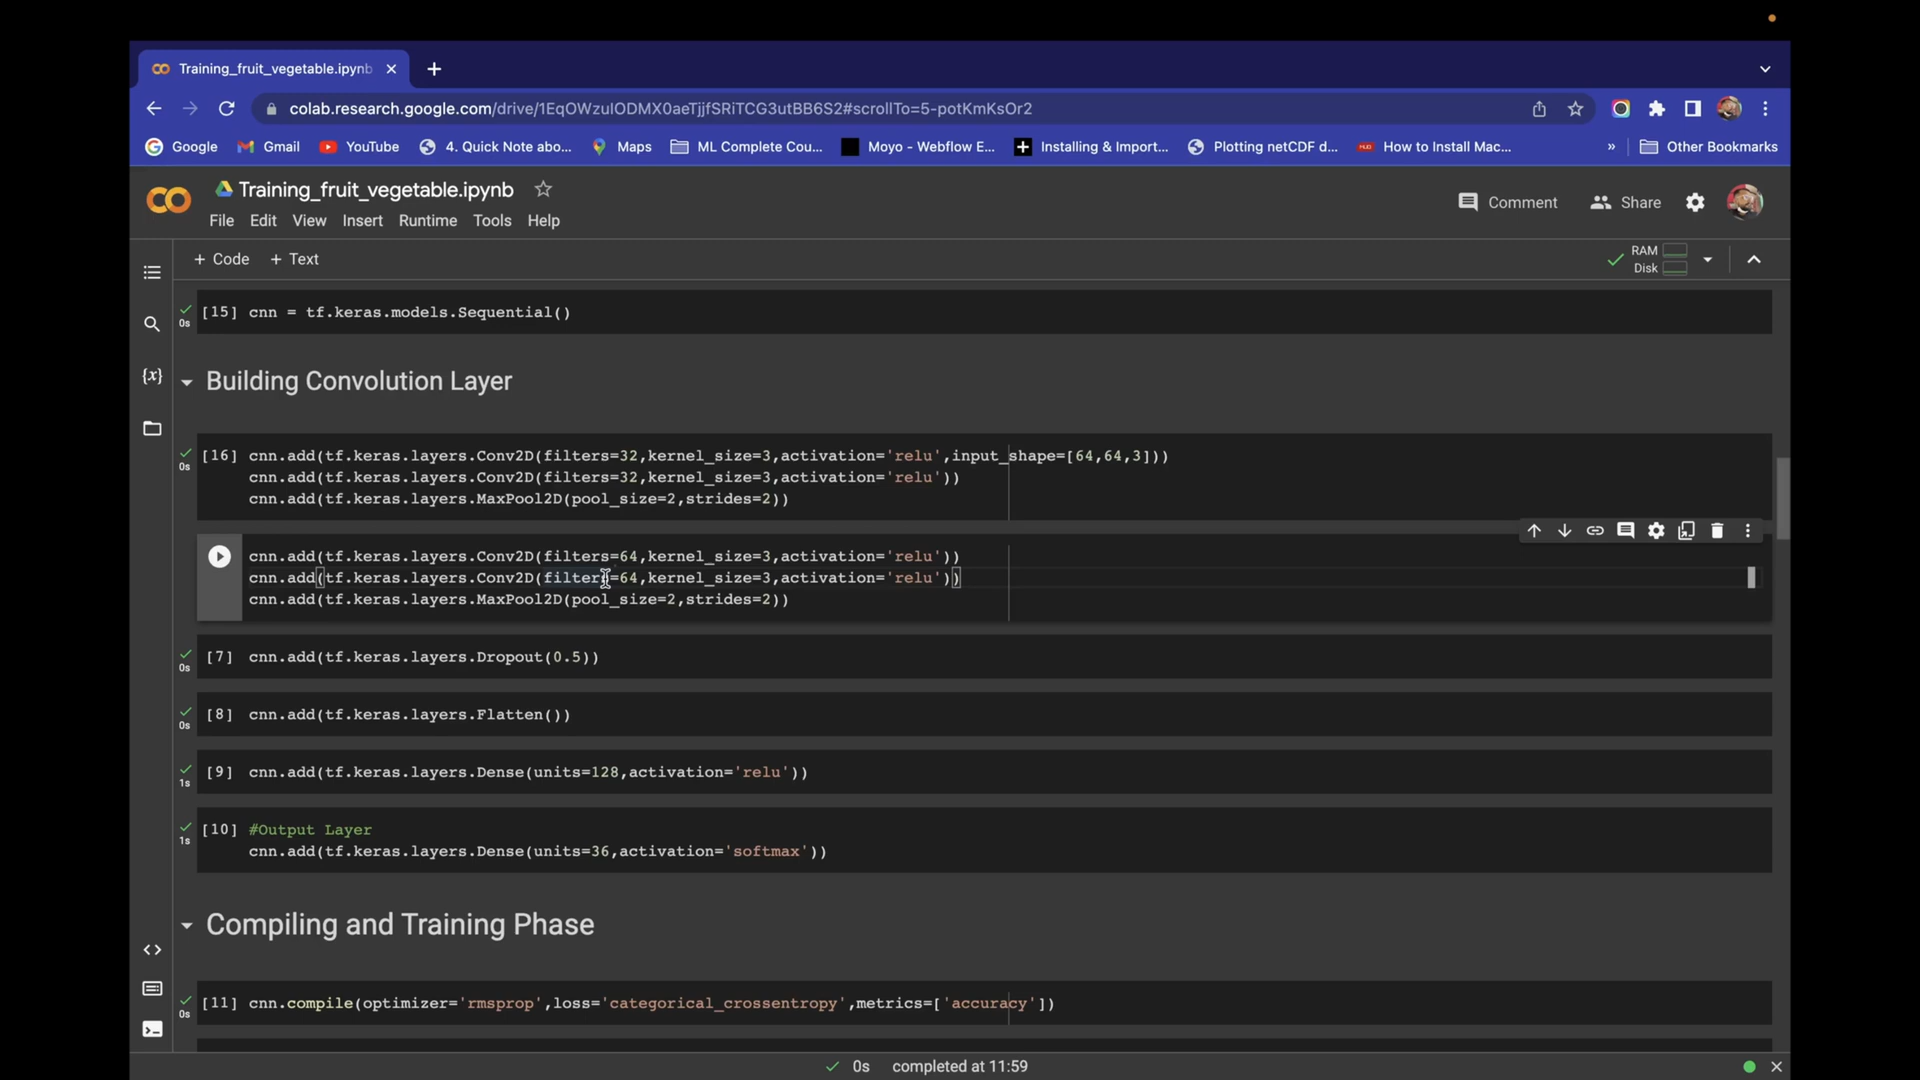 Training_fruit_vegetable.ipynb
colab.research.google.com/drive/1EqOWzuIODMX0aeTjjfSRiTCG3utBB6S2#scrollTo=5-potKmKsOr2
Google Gmail YouTube 4. Quick Note abo... Maps ML Complete Cou... Moyo - Webflow E... Installing & Import... Plotting netCDF d... How to Install Mac... » Other Bookmarks
Training_fruit_vegetable.ipynb
Comment Share
File Edit View Insert Runtime Tools Help
+ Code + Text
RAM
Disk
[15] cnn = tf.keras.models.Sequential()
0s
Building Convolution Layer
[16] cnn.add(tf.keras.layers.Conv2D(filters=32,kernel_size=3,activation='relu',input_shape=[64,64,3]))
0s
cnn.add(tf.keras.layers.Conv2D(filters=32,kernel_size=3,activation='relu'))
cnn.add(tf.keras.layers.MaxPool2D(pool_size=2,strides=2))
cnn.add(tf.keras.layers.Conv2D(filters=64,kernel_size=3,activation='relu'))
cnn.add(tf.keras.layers.Conv2D(filters=64,kernel_size=3,activation='relu'))
cnn.add(tf.keras.layers.MaxPool2D(pool_size=2,strides=2))
[7] cnn.add(tf.keras.layers.Dropout(0.5))
0s
[8] cnn.add(tf.keras.layers.Flatten())
0s
[9] cnn.add(tf.keras.layers.Dense(units=128,activation='relu'))
1s
[10] #Output Layer
1s
cnn.add(tf.keras.layers.Dense(units=36,activation='softmax'))
Compiling and Training Phase
[11] cnn.compile(optimizer='rmsprop',loss='categorical_crossentropy',metrics=['accuracy'])
0s
0s completed at 11:59